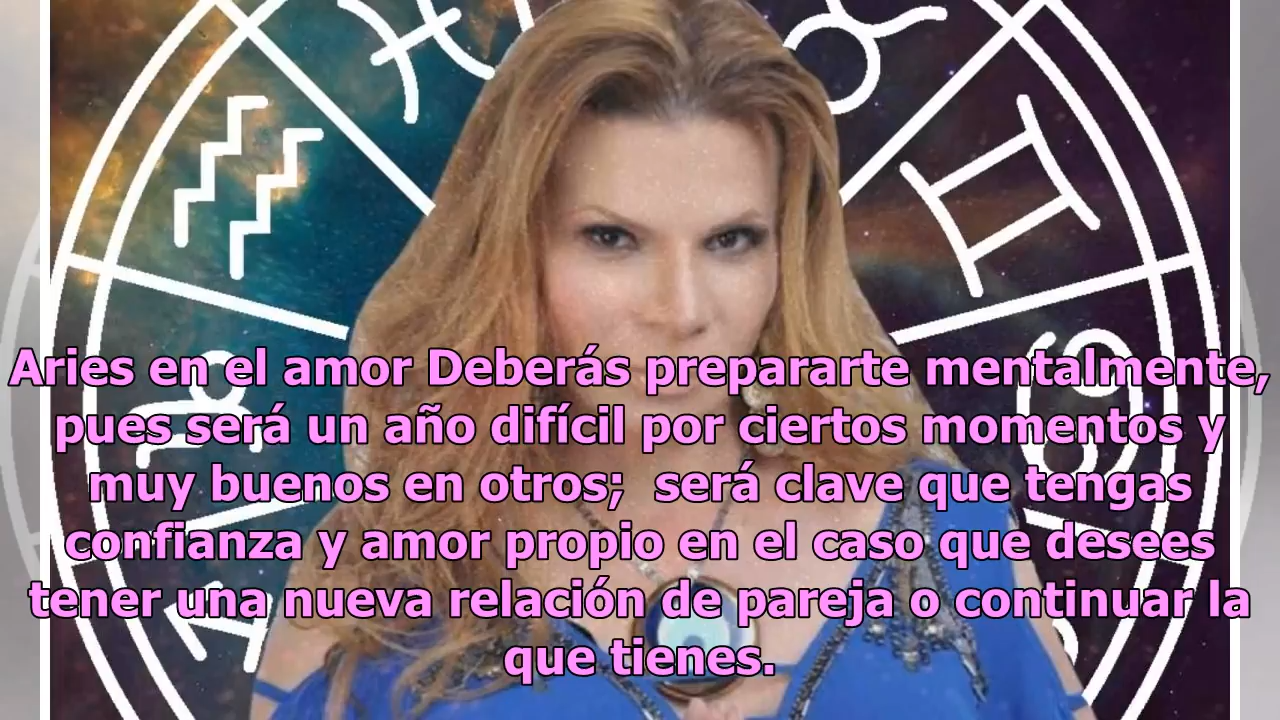 Aries en el amor Deberás prepararte mentalmente,
pues será un año difícil por ciertos momentos y
muy buenos en otros;  será clave que tengas
confianza y amor propio en el caso que desees
tener una nueva relación de pareja o continuar la
que tienes.